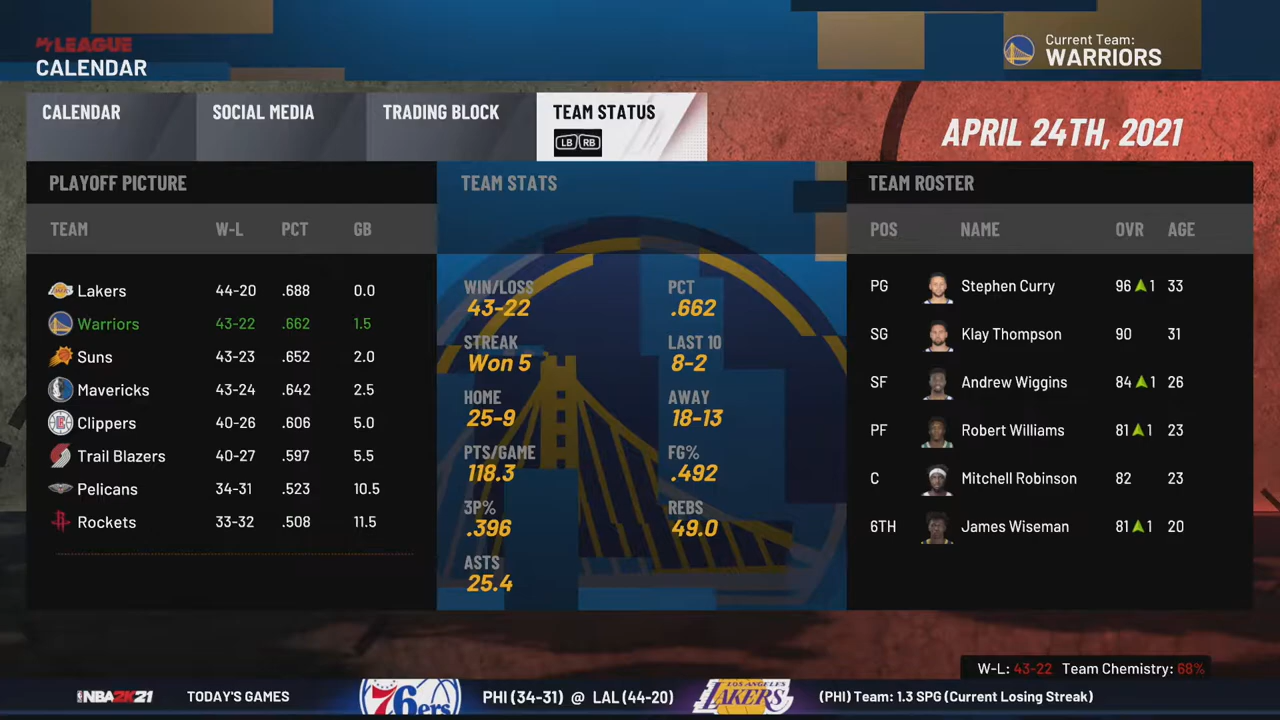 MyLEAGUE
CALENDAR
Current Team:
WARRIORS
CALENDAR
SOCIAL MEDIA
TRADING BLOCK
TEAM STATUS
LB RB
APRIL 24TH, 2021
PLAYOFF PICTURE
TEAM W-L PCT GB
Lakers 44-20 .688 0.0
Warriors 43-22 .662 1.5
Suns 43-23 .652 2.0
Mavericks 43-24 .642 2.5
Clippers 40-26 .606 5.0
Trail Blazers 40-27 .597 5.5
Pelicans 34-31 .523 10.5
Rockets 33-32 .508 11.5
TEAM STATS
WIN/LOSS PCT
43-22 .662
STREAK LAST 10
Won 5 8-2
HOME AWAY
25-9 18-13
PTS/GAME FG%
118.3 .492
3P% REBS
.396 49.0
ASTS
25.4
TEAM ROSTER
POS NAME OVR AGE
PG Stephen Curry 96 1 33
SG Klay Thompson 90 31
SF Andrew Wiggins 84 1 26
PF Robert Williams 81 1 23
C Mitchell Robinson 82 23
6TH James Wiseman 81 1 20
W-L: 43-22 Team Chemistry: 68%
NBA 2K21 TODAY'S GAMES 76ers PHI (34-31) @ LAL (44-20) LOS ANGELES LAKERS (PHI) Team: 1.3 SPG (Current Losing Streak)